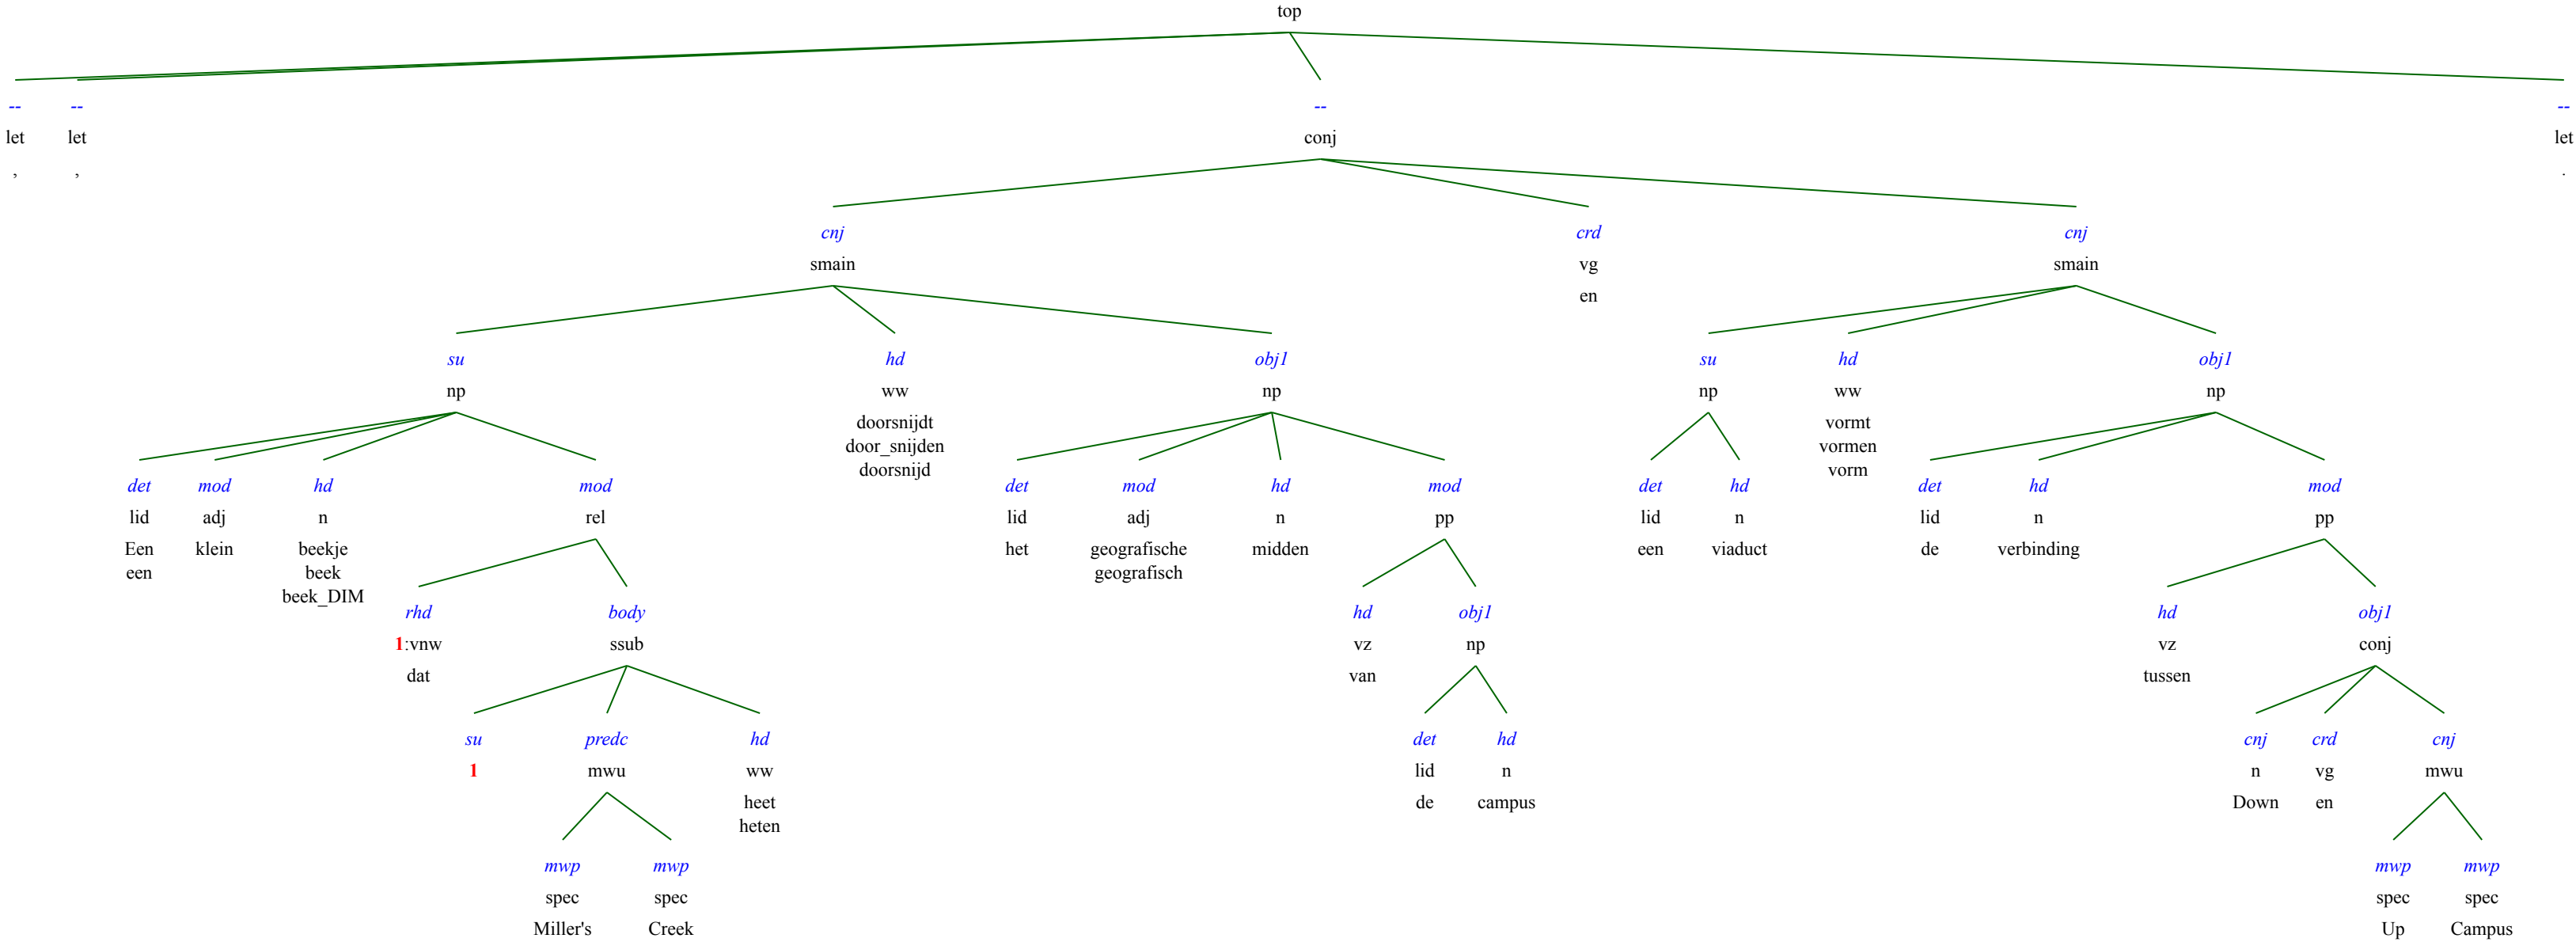 top
-- -- -- --
let let conj let
, , .
cnj crd cnj
smain vg smain
en
su hd obj1 su hd obj1
np ww np np ww np
doorsnijdt vormt
door_snijden vormen
doorsnijd vorm
det mod hd mod det mod hd mod det hd det hd mod
lid adj n rel lid adj n pp lid n lid n pp
Een klein beekje het geografische midden een viaduct de verbinding
een beek geografisch
beek_DIM
rhd body hd obj1 hd obj1
1:vnw ssub vz np vz conj
dat van tussen
su predc hd det hd cnj crd cnj
1 mwu ww lid n n vg mwu
heet de campus Down en
heten
mwp mwp mwp mwp
spec spec spec spec
Miller's Creek Up Campus